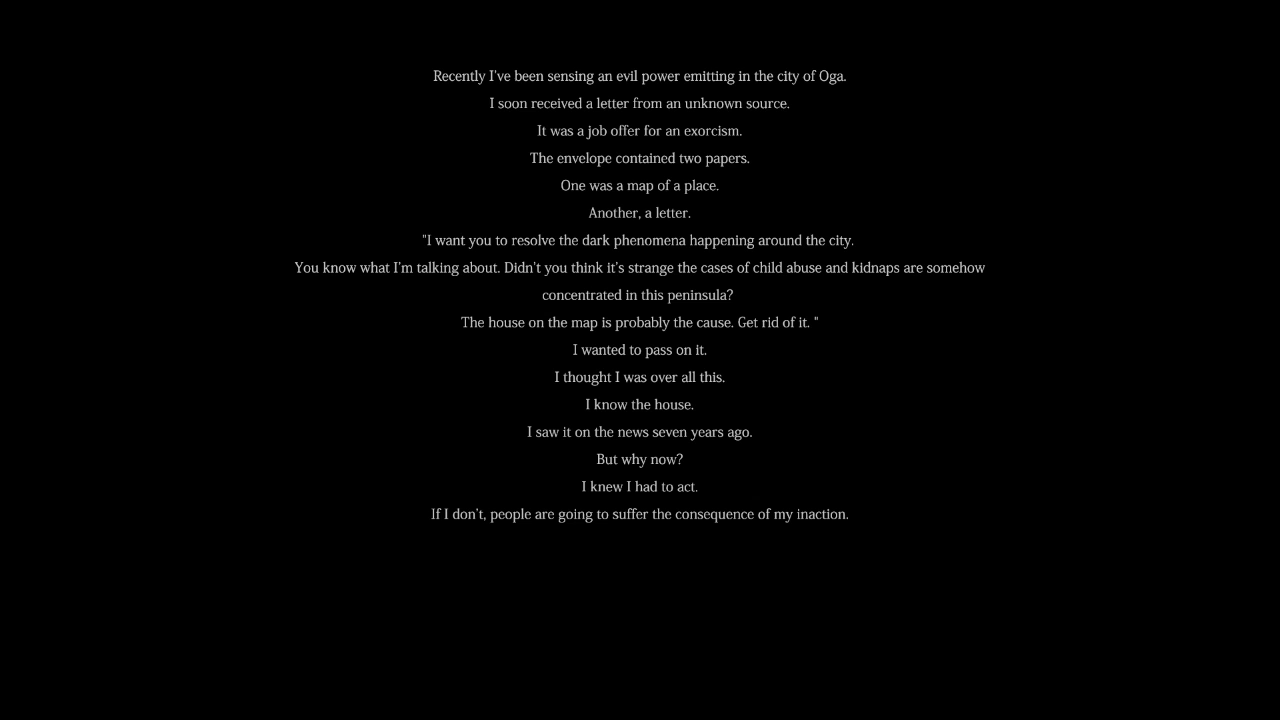 Recently I've been sensing an evil power emitting in the city of Oga.
I soon received a letter from an unknown source.
It was a job offer for an exorcism.
The envelope contained two papers.
One was a map of a place.
Another, a letter.
"I want you to resolve the dark phenomena happening around the city.
You know what I'm talking about. Didn't you think it's strange the cases of child abuse and kidnaps are somehow
concentrated in this peninsula?
The house on the map is probably the cause. Get rid of it. "
I wanted to pass on it.
I thought I was over all this.
I know the house.
I saw it on the news seven years ago.
But why now?
I knew I had to act.
If I don't, people are going to suffer the consequence of my inaction.